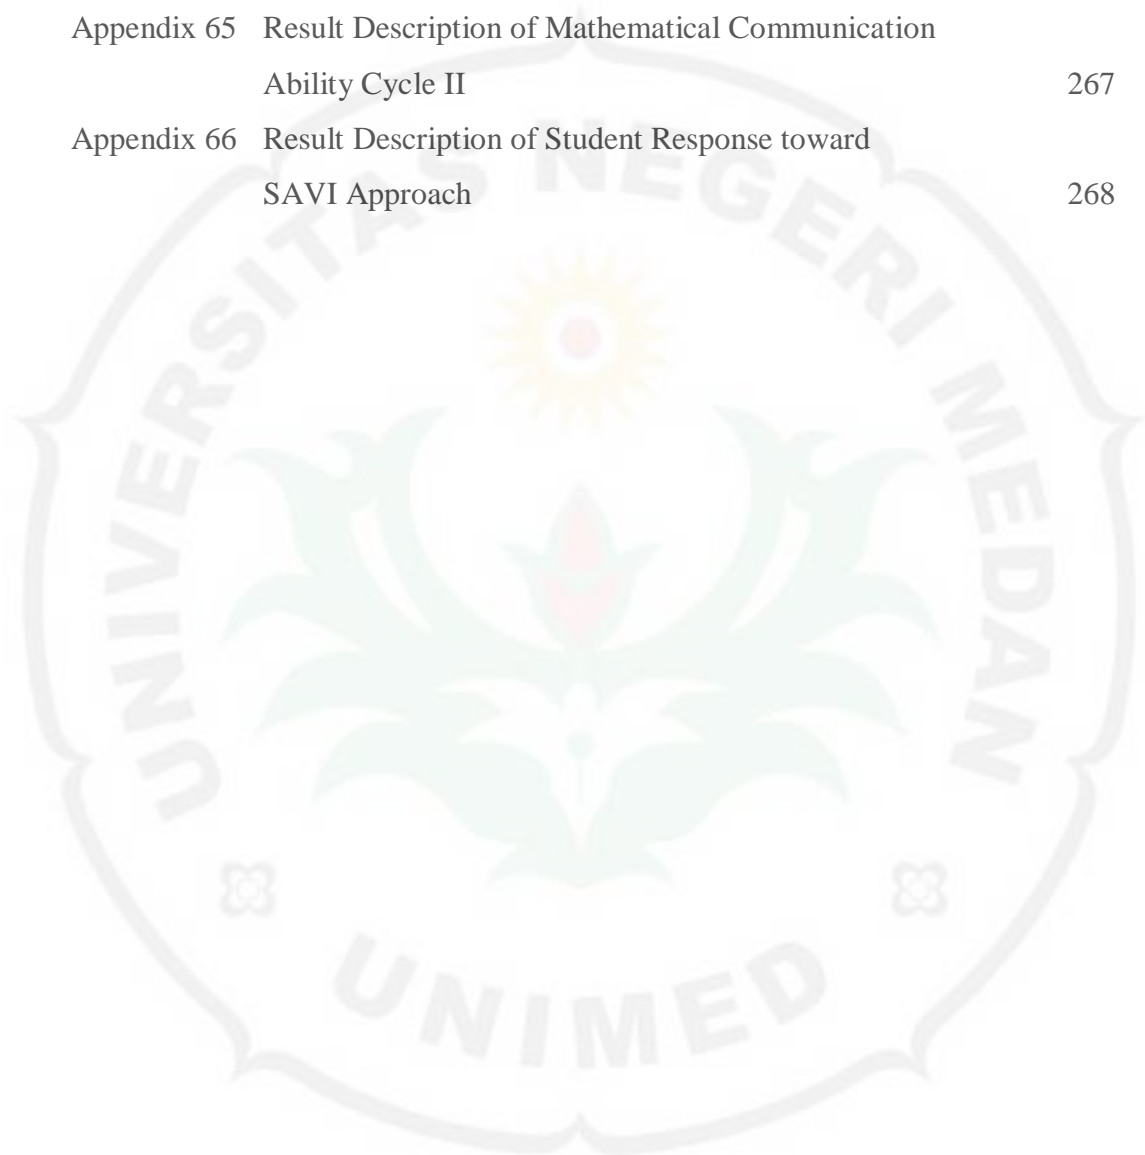 Appendix 65 Result Description of Mathematical Communication
Ability Cycle II 267
Appendix 66 Result Description of Student Response toward
SAVI Approach 268
UNIVERSITAS NEGERI MEDAN
UNIMED